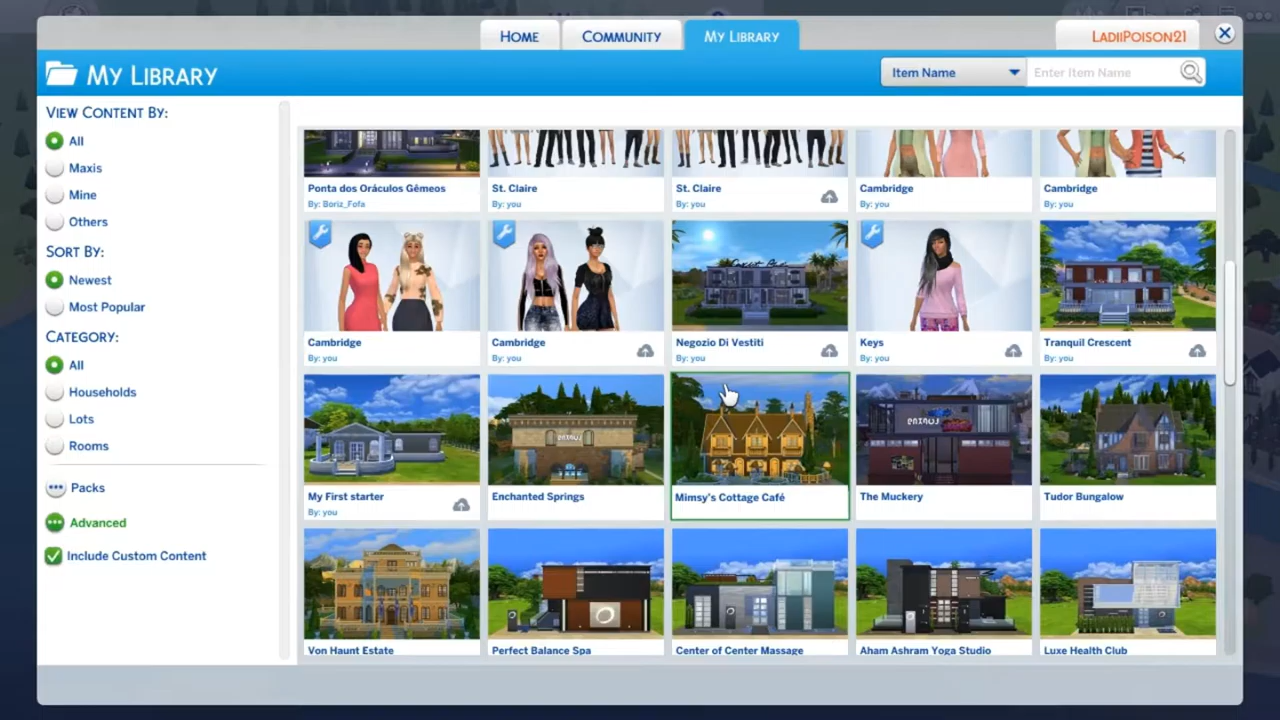 HOME
COMMUNITY
MY LIBRARY
LADIIPOISON21
MY LIBRARY
Item Name
Enter Item Name
VIEW CONTENT BY:
All
Maxis
Mine
Others
SORT BY:
Newest
Most Popular
CATEGORY:
All
Households
Lots
Rooms
Packs
Advanced
Include Custom Content
Ponta dos Oráculos Gêmeos
By: Boriz_Fofa
St. Claire
By: you
St. Claire
By: you
Cambridge
By: you
Cambridge
By: you
Cambridge
By: you
Cambridge
By: you
Negozio Di Vestiti
By: you
Keys
By: you
Tranquil Crescent
By: you
My First starter
By: you
Enchanted Springs
Mimsy's Cottage Café
The Muckery
Tudor Bungalow
Von Haunt Estate
Perfect Balance Spa
Center of Center Massage
Aham Ashram Yoga Studio
Luxe Health Club